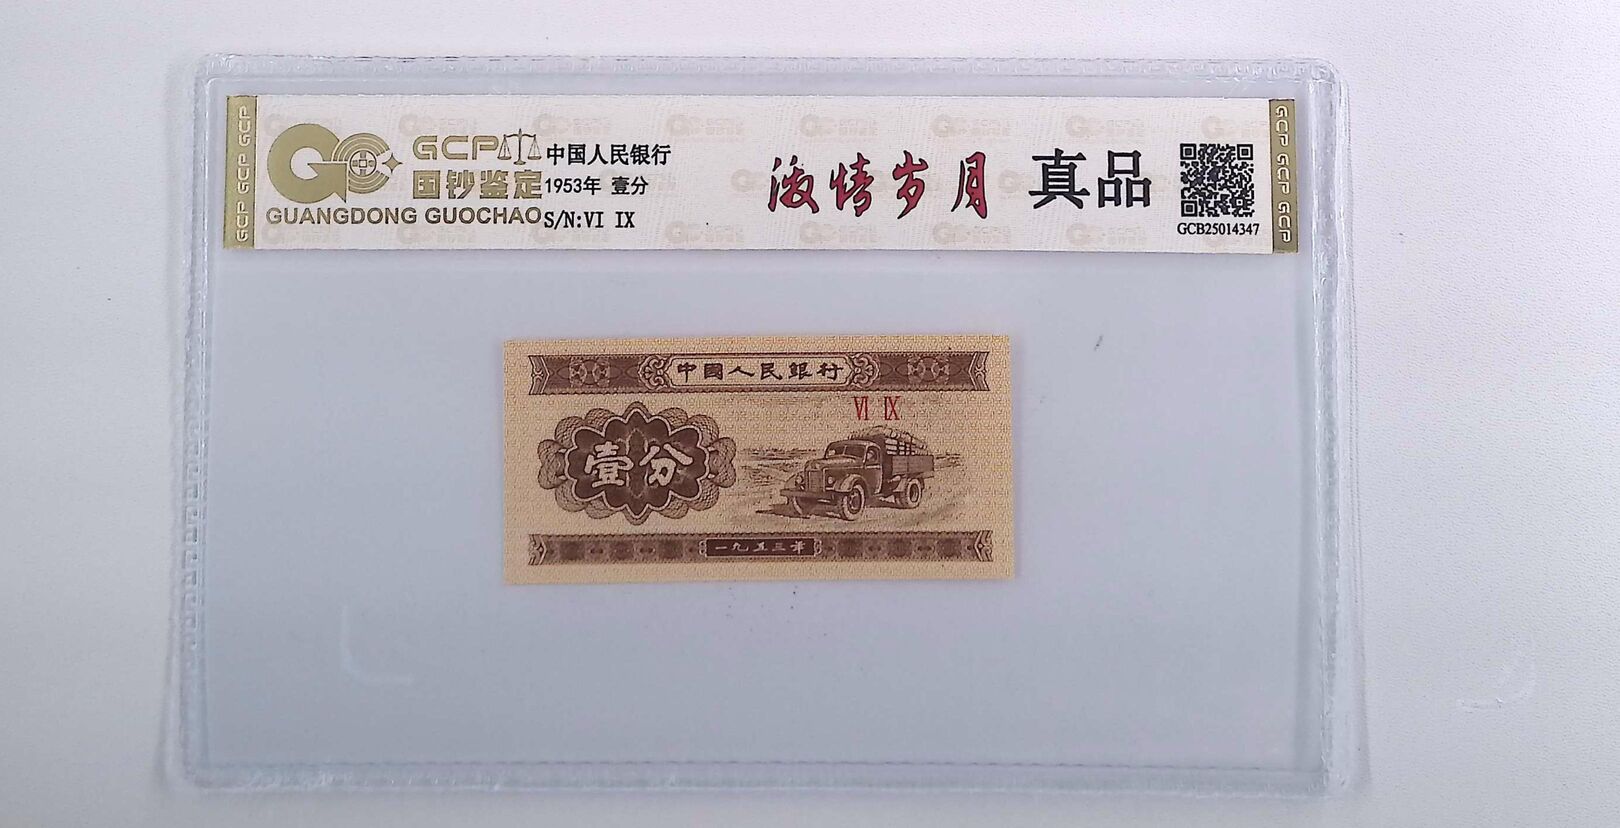 GCP GCP GCP
GCP
国钞鉴定
GUANGDONG GUOCHAO
中国人民银行
1953年 壹分
S/N:VI IX
激情岁月
真品
GCB25014347
GCP GCP GCP
中國人民銀行
VI IX
壹分
一九五三年